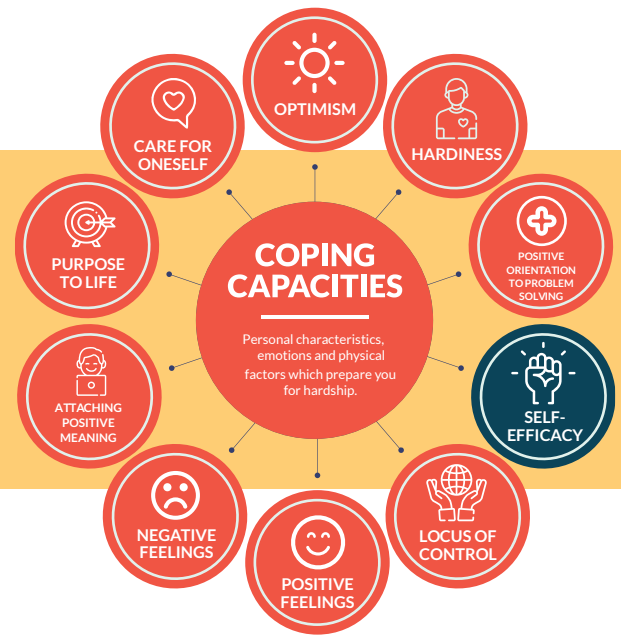 OPTIMISM
HARDINESS
POSITIVE
ORIENTATION
TO PROBLEM
SOLVING
SELF-
EFFICACY
LOCUS OF
CONTROL
POSITIVE
FEELINGS
NEGATIVE
FEELINGS
ATTACHING
POSITIVE
MEANING
PURPOSE
TO LIFE
CARE FOR
ONESELF
COPING
CAPACITIES
Personal characteristics,
emotions and physical
factors which prepare you
for hardship.